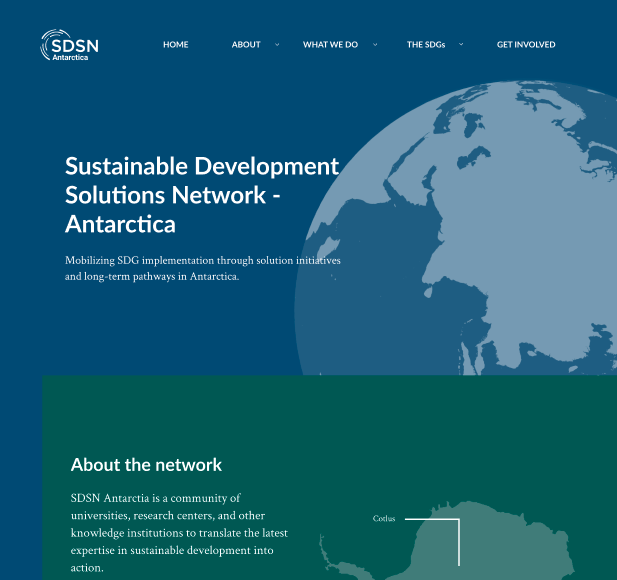 SDSN
Antarctica
HOME
ABOUT
WHAT WE DO
THE SDGs
GET INVOLVED
Sustainable Development
Solutions Network -
Antarctica
Mobilizing SDG implementation through solution initiatives
and long-term pathways in Antarctica.
About the network
SDSN Antarctia is a community of
universities, research centers, and other
knowledge institutions to translate the latest
expertise in sustainable development into
action.
Cotlus